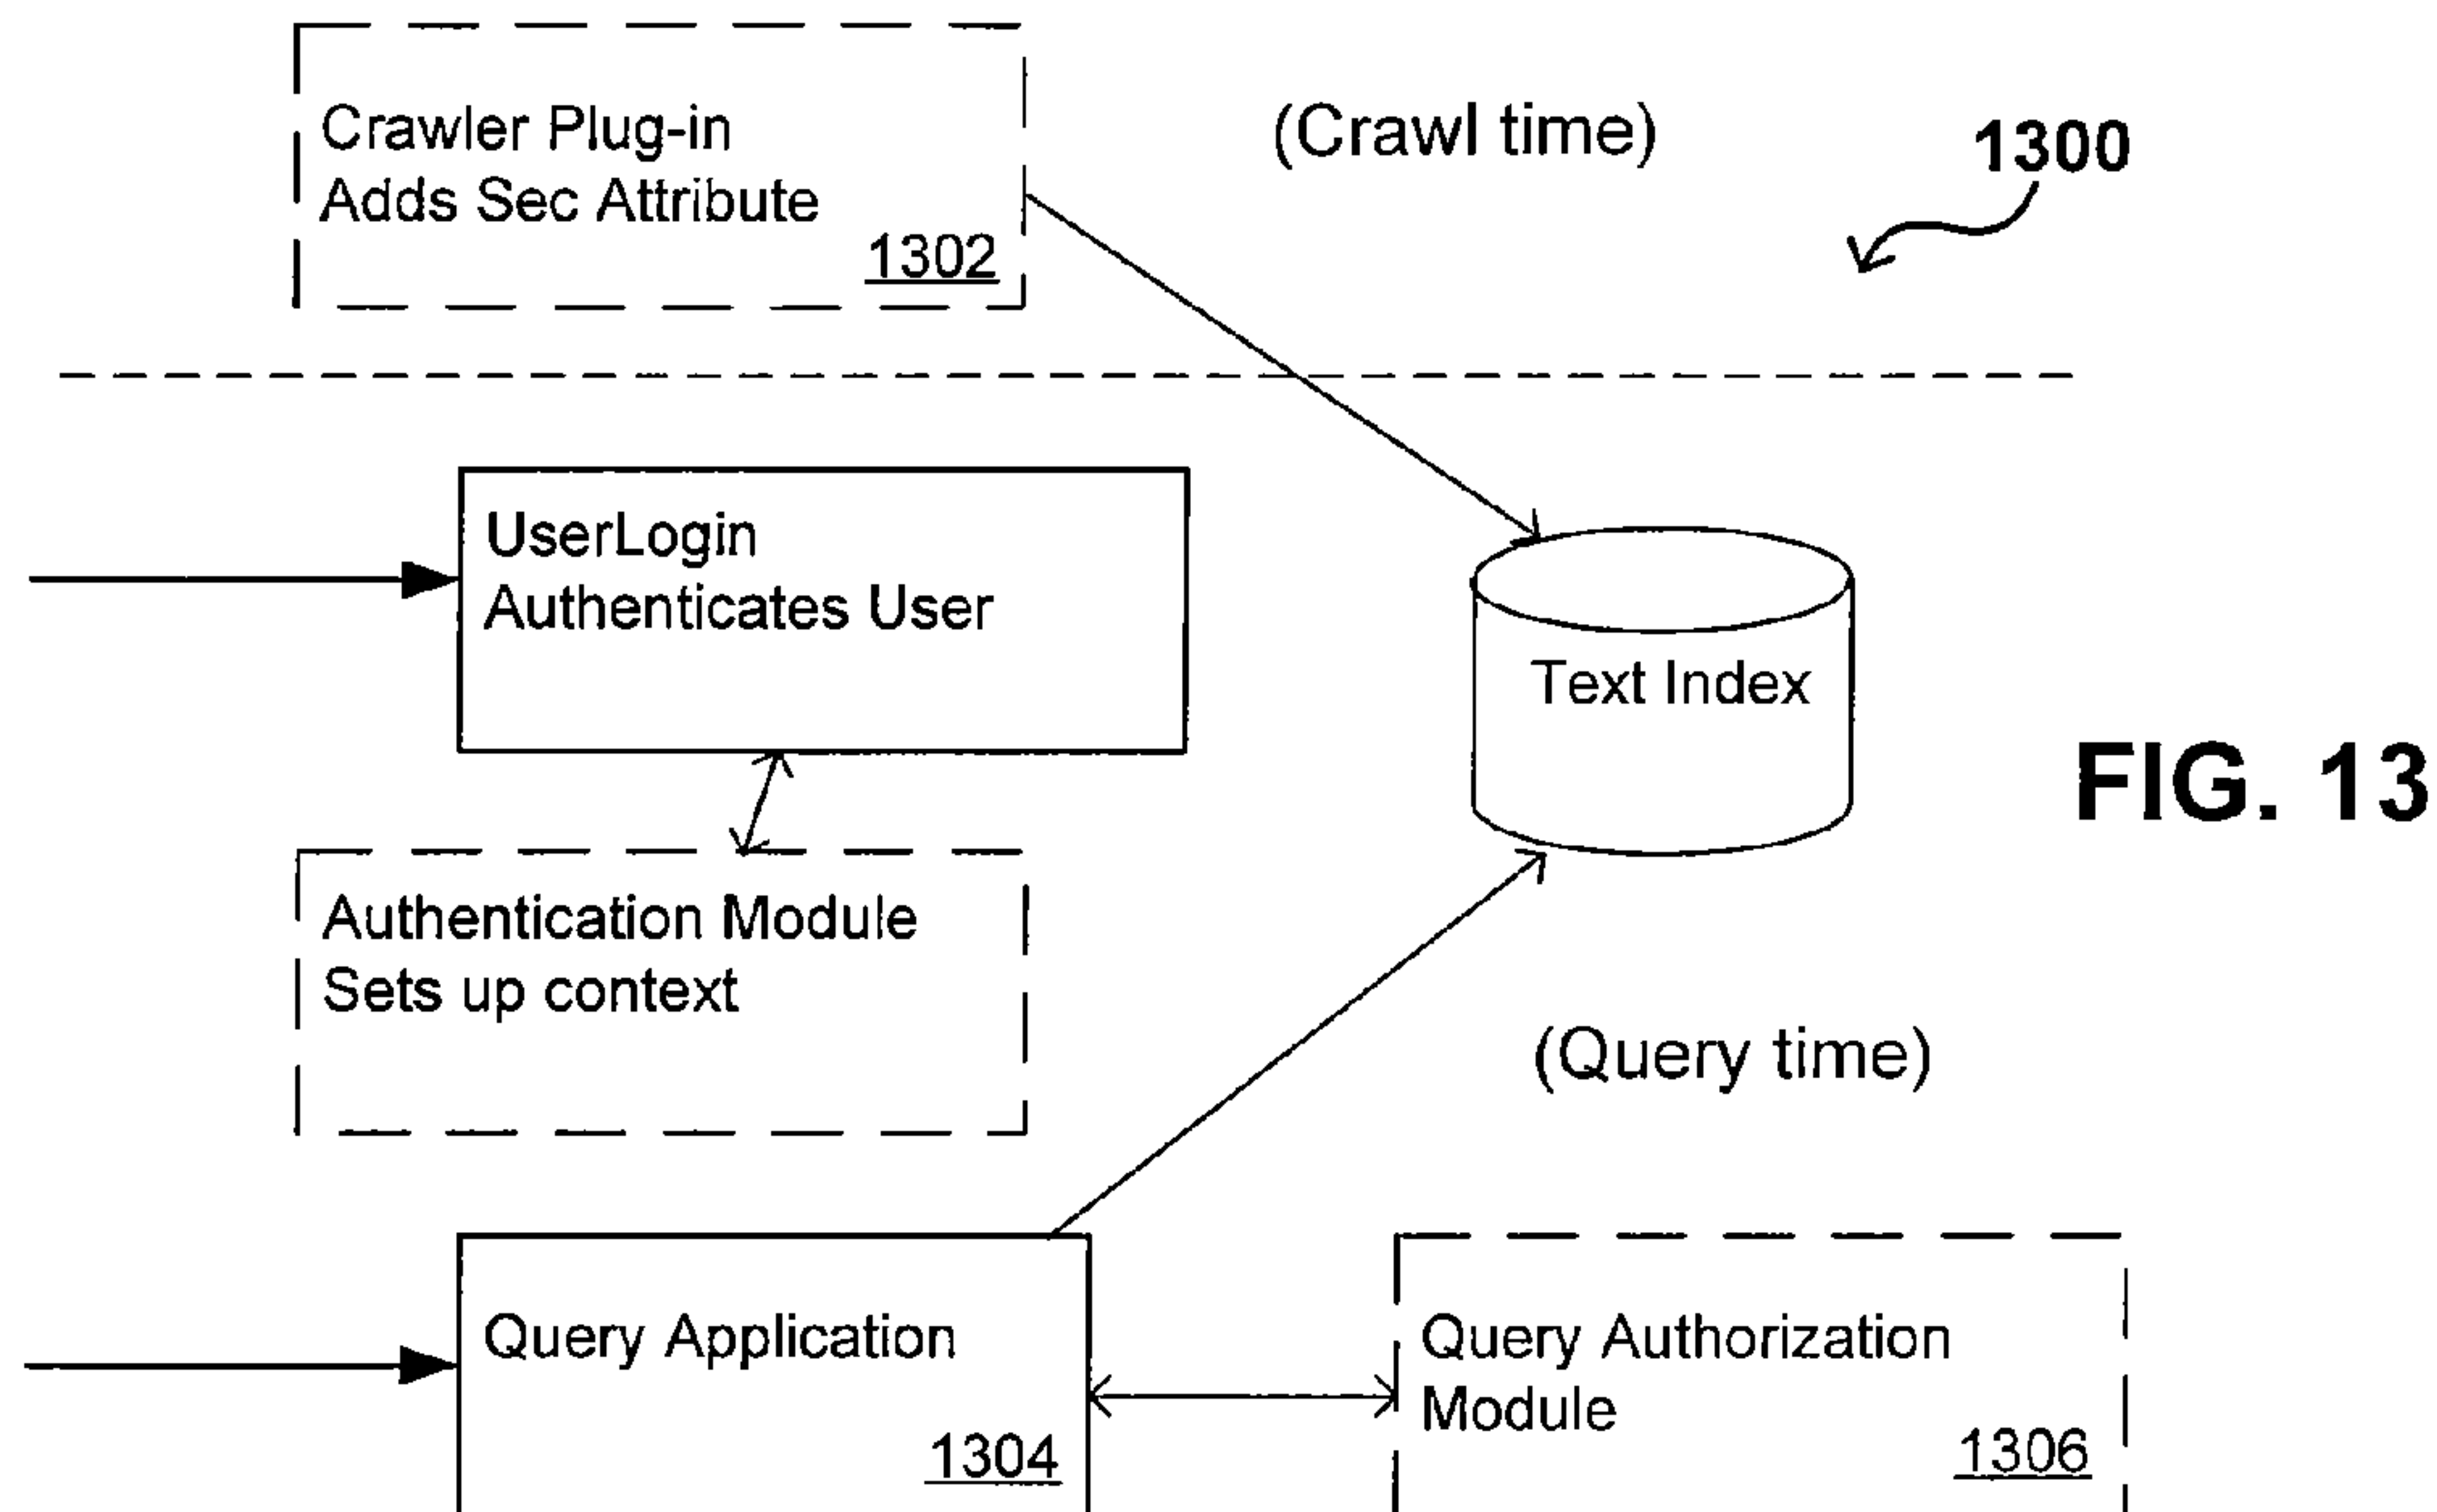 Crawler Plug-in
Adds Sec Attribute
1302
(Crawl time)
1300
UserLogin
Authenticates User
Text Index
FIG. 13
Authentication Module
Sets up context
(Query time)
Query Application
1304
Query Authorization
Module
1306